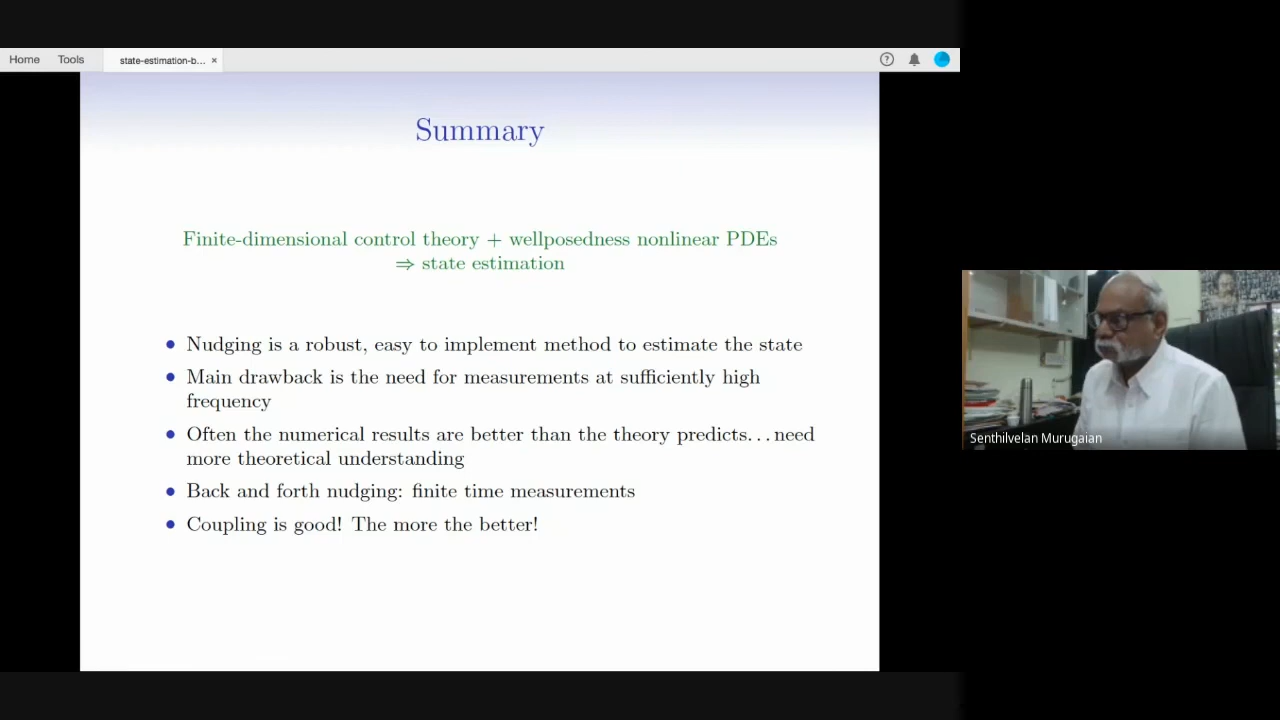 Home Tools state-estimation-b... ×
Summary
Finite-dimensional control theory + wellposedness nonlinear PDEs
⇒ state estimation
• Nudging is a robust, easy to implement method to estimate the state
• Main drawback is the need for measurements at sufficiently high
frequency
• Often the numerical results are better than the theory predicts...need
more theoretical understanding
• Back and forth nudging: finite time measurements
• Coupling is good! The more the better!
Senthilvelan Murugaian